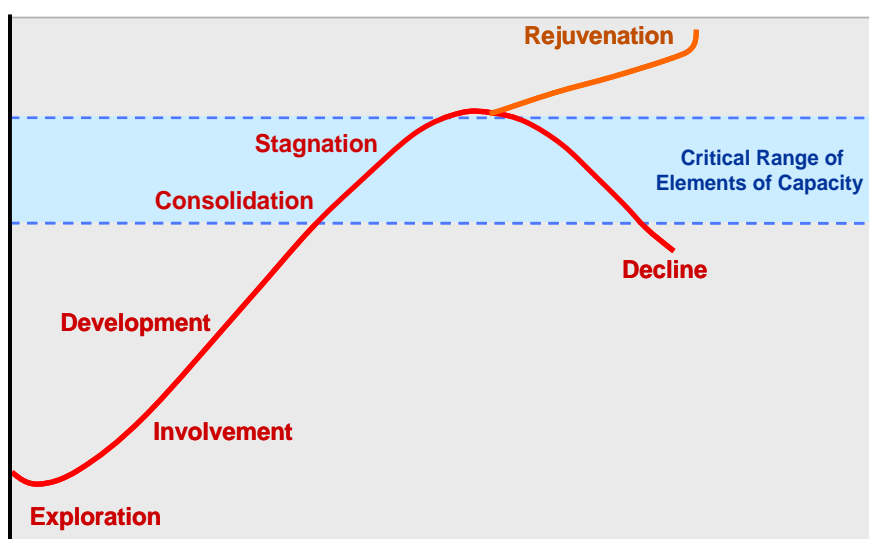 Rejuvenation
Stagnation
Critical Range of
Elements of Capacity
Consolidation
Decline
Development
Involvement
Exploration